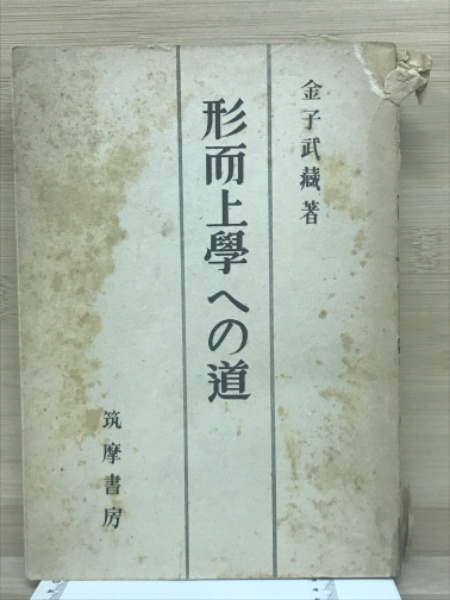 金子武藏著
形而上學への道
筑摩書房